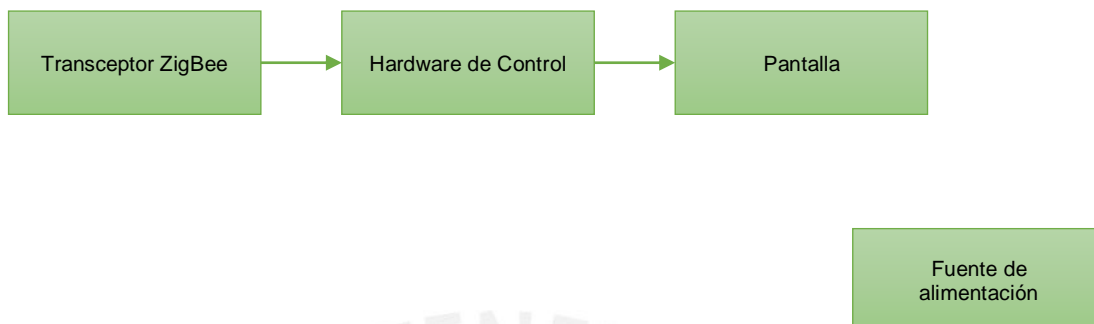 Transceptor ZigBee
Hardware de Control
Pantalla
Fuente de
alimentación